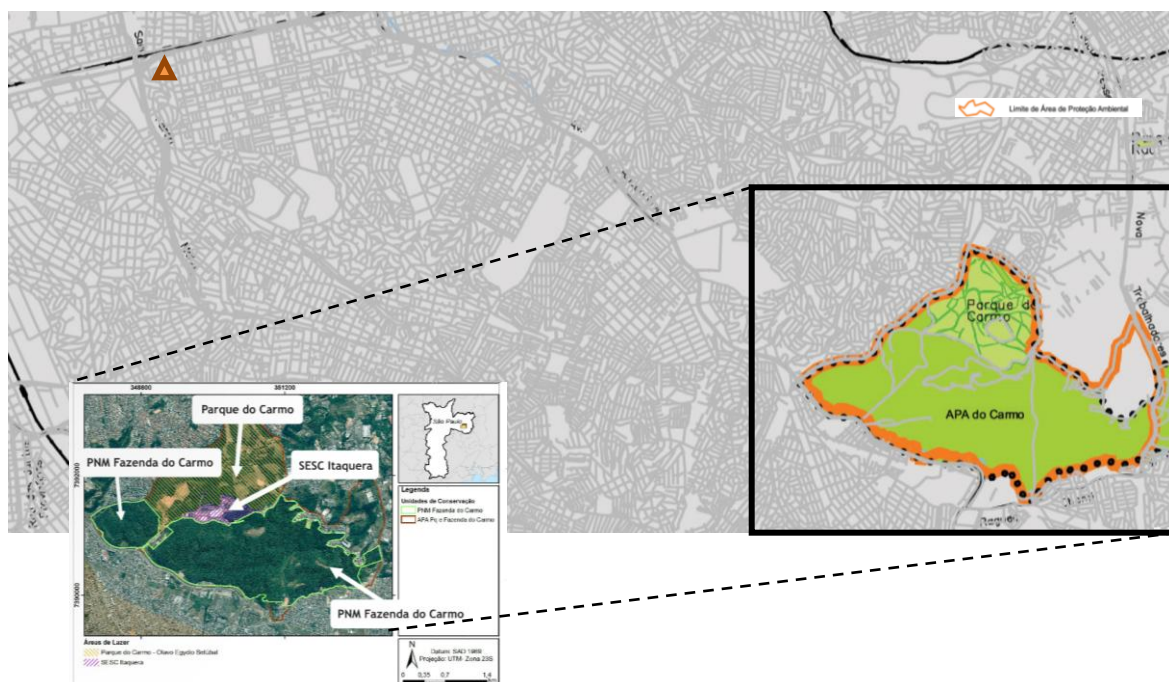 Limite de Área de Proteção Ambiental
Nova
Trabalhadores
Parque do
Carmo
APA do Carmo
348800
351200
Parque do Carmo
PNM Fazenda do Carmo
SESC Itaquera
PNM Fazenda do Carmo
7392000
7390000
São Paulo
Legenda
Unidades de Conservação
PNM Fazenda do Carmo
APA Pq e Fazenda do Carmo
Áreas de Lazer
Parque do Carmo - Olavo Egydio Setúbal
SESC Itaquera
N
Datum: SAD 1969
Projeção: UTM- Zona 23S
0 0,35 0,7 1,4